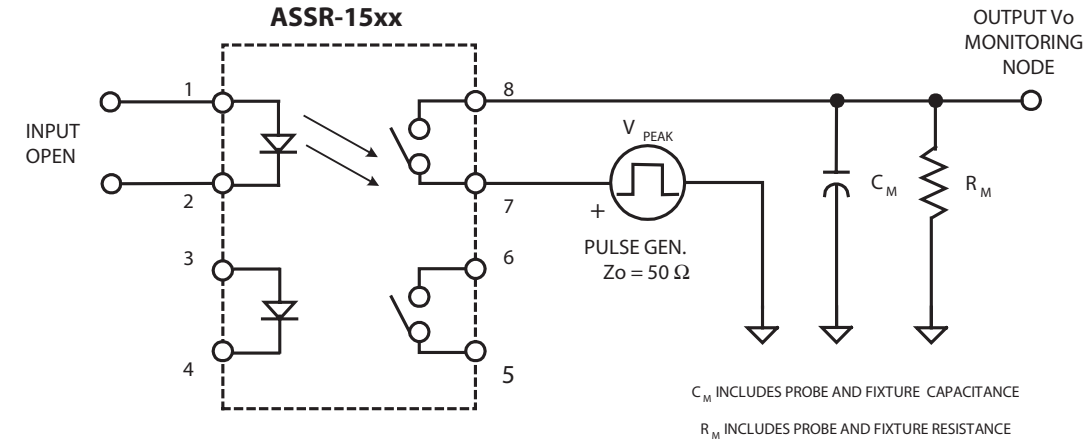 ASSR-15xx
OUTPUT Vo
MONITORING
NODE
INPUT
OPEN
1
2
3
4
8
7
6
5
V PEAK
+
PULSE GEN.
Zo = 50 Ω
C M
R M
C M INCLUDES PROBE AND FIXTURE CAPACITANCE
R M INCLUDES PROBE AND FIXTURE RESISTANCE